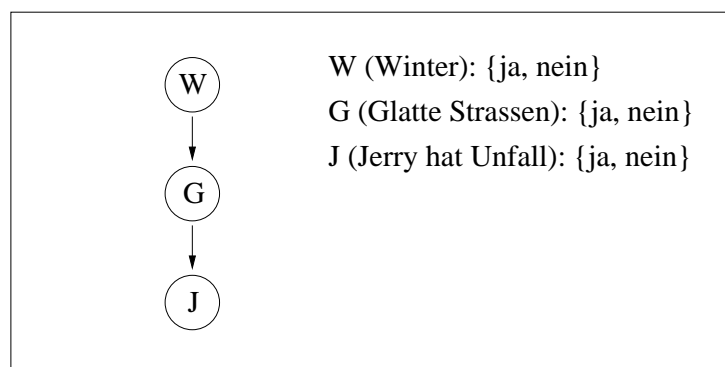 W
W (Winter): {ja, nein}
G (Glatte Strassen): {ja, nein}
J (Jerry hat Unfall): {ja, nein}
G
J